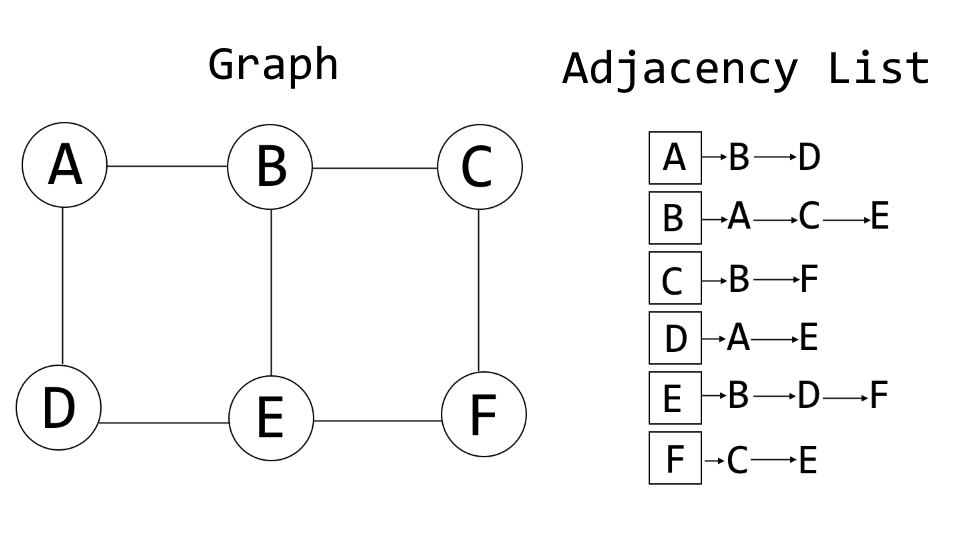 Graph
Adjacency List
A B C
D E F
A B D
B A C E
C B F
D A E
E B D F
F C E